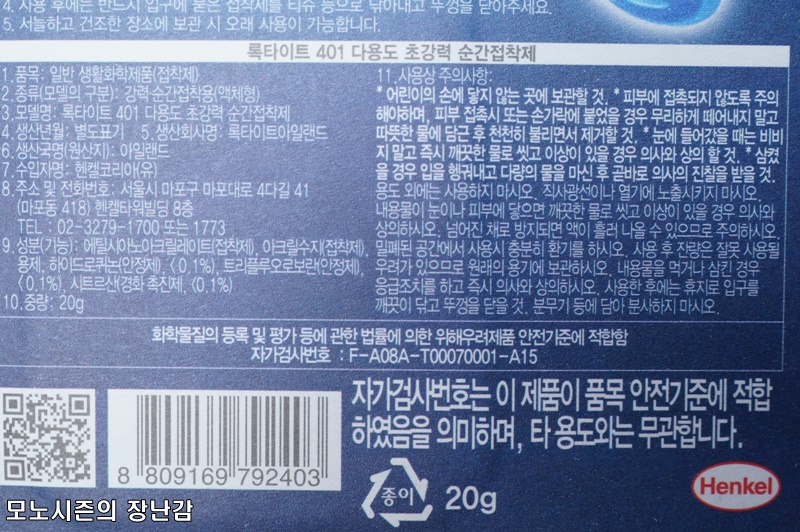 4. 사용 후에는 반드시 입구에 묻은 접착제를 티슈 등으로 닦아내고 뚜껑을 닫아주세요.
5. 서늘하고 건조한 장소에 보관 시 오래 사용이 가능합니다.
록타이트 401 다용도 초강력 순간접착제
1. 품목: 일반 생활화학제품(접착제)
2. 종류(모델의 구분): 강력 순간접착용(액체형)
3. 모델명: 록타이트 401 다용도 초강력 순간접착제
4. 생산년월: 별도표기 5. 생산회사명: 록타이트아일랜드
6. 생산국명(원산지): 아일랜드
7. 수입자명: 헨켈코리아(유)
8. 주소 및 전화번호: 서울시 마포구 마포대로 4다길 41
(마포동 418) 헨켈타워빌딩 8층
TEL : 02-3279-1700 또는 1773
9. 성분(기능): 에틸시아노아크릴레이트(접착제), 아크릴수지(접착제),
용제, 하이드로퀴논(안정제), (<0.1%), 트리플루오로보란(안정제),
(<0.1%), 시트르산(경화 촉진제, <0.1%)
10. 중량: 20g
11. 사용상 주의사항:
* 어린이의 손에 닿지 않는 곳에 보관할 것. * 피부에 접촉되지 않도록 주의
해야하며, 피부 접촉시 또는 손가락에 붙었을 경우 무리하게 떼어내지 말고
따뜻한 물에 담근 후 천천히 불리면서 제거할 것. * 눈에 들어갔을 때는 비비
지 말고 즉시 깨끗한 물로 씻고 이상이 있을 경우 의사와 상의 할 것. * 삼켰
을 경우 입을 헹궈내고 다량의 물을 마신 후 곧바로 의사의 진찰을 받을 것.
용도 외에는 사용하지 마시오. 직사광선이나 열기에 노출시키지 마시오.
내용물이 눈이나 피부에 닿으면 깨끗한 물로 씻고 이상이 있을 경우 의사와
상의하시오. 넘어진 채로 방치되면 액이 흘러 나올 수 있으므로 주의하시오.
밀폐된 공간에서 사용시 충분히 환기를 하시오. 사용 후 잔량은 잘못 사용될
우려가 있으므로 원래의 용기에 보관하시오. 내용물을 먹거나 삼킨 경우
응급조치를 하고 즉시 의사와 상의하시오. 사용한 후에는 휴지로 입구를
깨끗이 닦고 뚜껑을 닫을 것. 분무기 등에 담아 분사하지 마시오.
화학물질의 등록 및 평가 등에 관한 법률에 의한 위해우려제품 안전기준에 적합함
자가검사번호 : F-A08A-T00070001-A15
자가검사번호는 이 제품이 품목 안전기준에 적합
하였음을 의미하며, 타 용도와는 무관합니다.
8 809169 792403
종이
20g
Henkel
모노시즌의 장난감